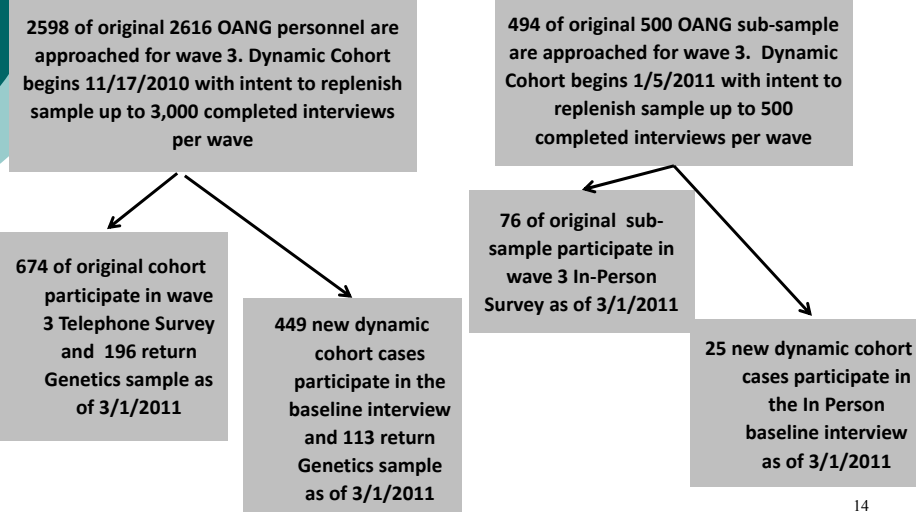 2598 of original 2616 OANG personnel are
approached for wave 3. Dynamic Cohort
begins 11/17/2010 with intent to replenish
sample up to 3,000 completed interviews
per wave
494 of original 500 OANG sub-sample
are approached for wave 3. Dynamic
Cohort begins 1/5/2011 with intent to
replenish sample up to 500
completed interviews per wave
674 of original cohort
participate in wave
3 Telephone Survey
and 196 return
Genetics sample as
of 3/1/2011
449 new dynamic
cohort cases
participate in the
baseline interview
and 113 return
Genetics sample
as of 3/1/2011
76 of original sub-
sample participate in
wave 3 In-Person
Survey as of 3/1/2011
25 new dynamic cohort
cases participate in
the In Person
baseline interview
as of 3/1/2011
14